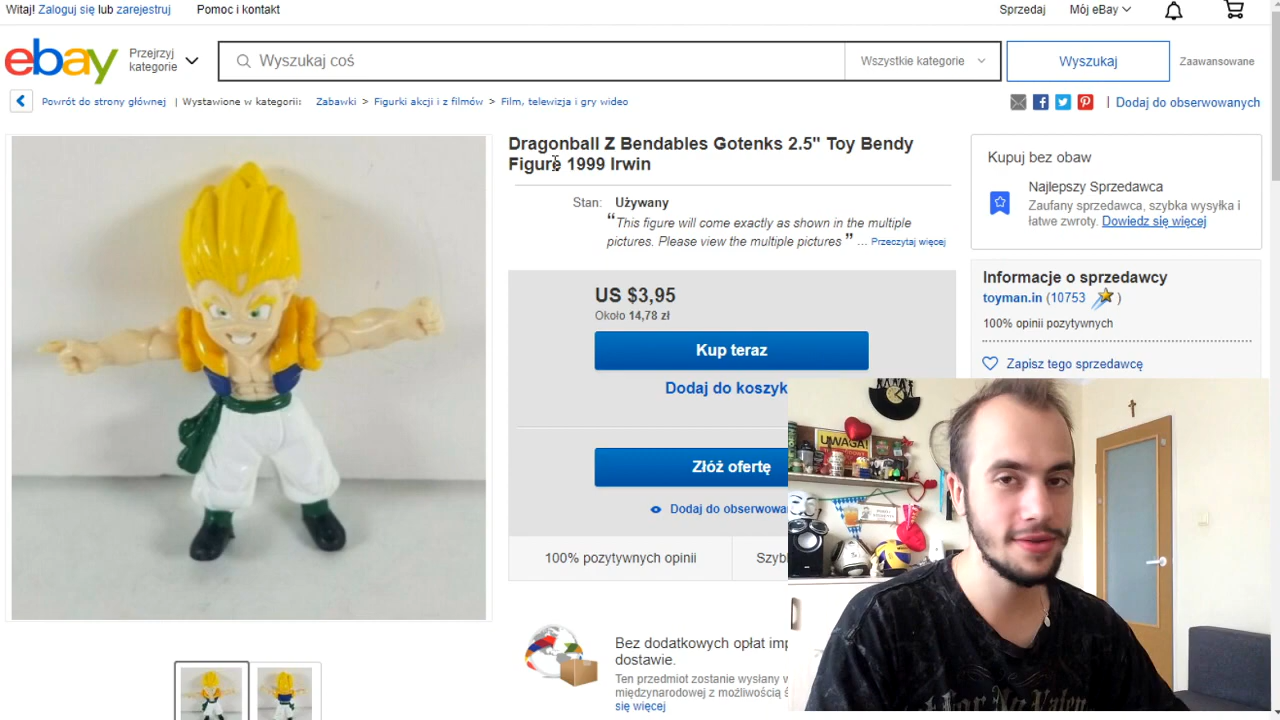 Witaj! Zaloguj się lub zarejestruj
Pomoc i kontakt
Sprzedaj
Mój eBay
ebay
Przejrzyj
kategorie
Wyszukaj coś
Wszystkie kategorie
Wyszukaj
Zaawansowane
Powrót do strony głównej | Wystawione w kategorii: Zabawki > Figurki akcji i z filmów > Film, telewizja i gry wideo
| Dodaj do obserwowanych
Dragonball Z Bendables Gotenks 2.5" Toy Bendy
Figure 1999 Irwin
Stan: Używany
“This figure will come exactly as shown in the multiple
pictures. Please view the multiple pictures ” ... Przeczytaj więcej
US $3,95
Około 14,78 zł
Kup teraz
Dodaj do koszyk
Złóż ofertę
Dodaj do obserwowa
100% pozytywnych opinii
Szyb
Bez dodatkowych opłat imp
dostawie.
Ten przedmiot zostanie wysłany w
międzynarodowej z możliwością ś
się więcej
Kupuj bez obaw
Najlepszy Sprzedawca
Zaufany sprzedawca, szybka wysyłka i
łatwe zwroty. Dowiedz się więcej
Informacje o sprzedawcy
toyman.in (10753 )
100% opinii pozytywnych
Zapisz tego sprzedawcę
UWAGA!